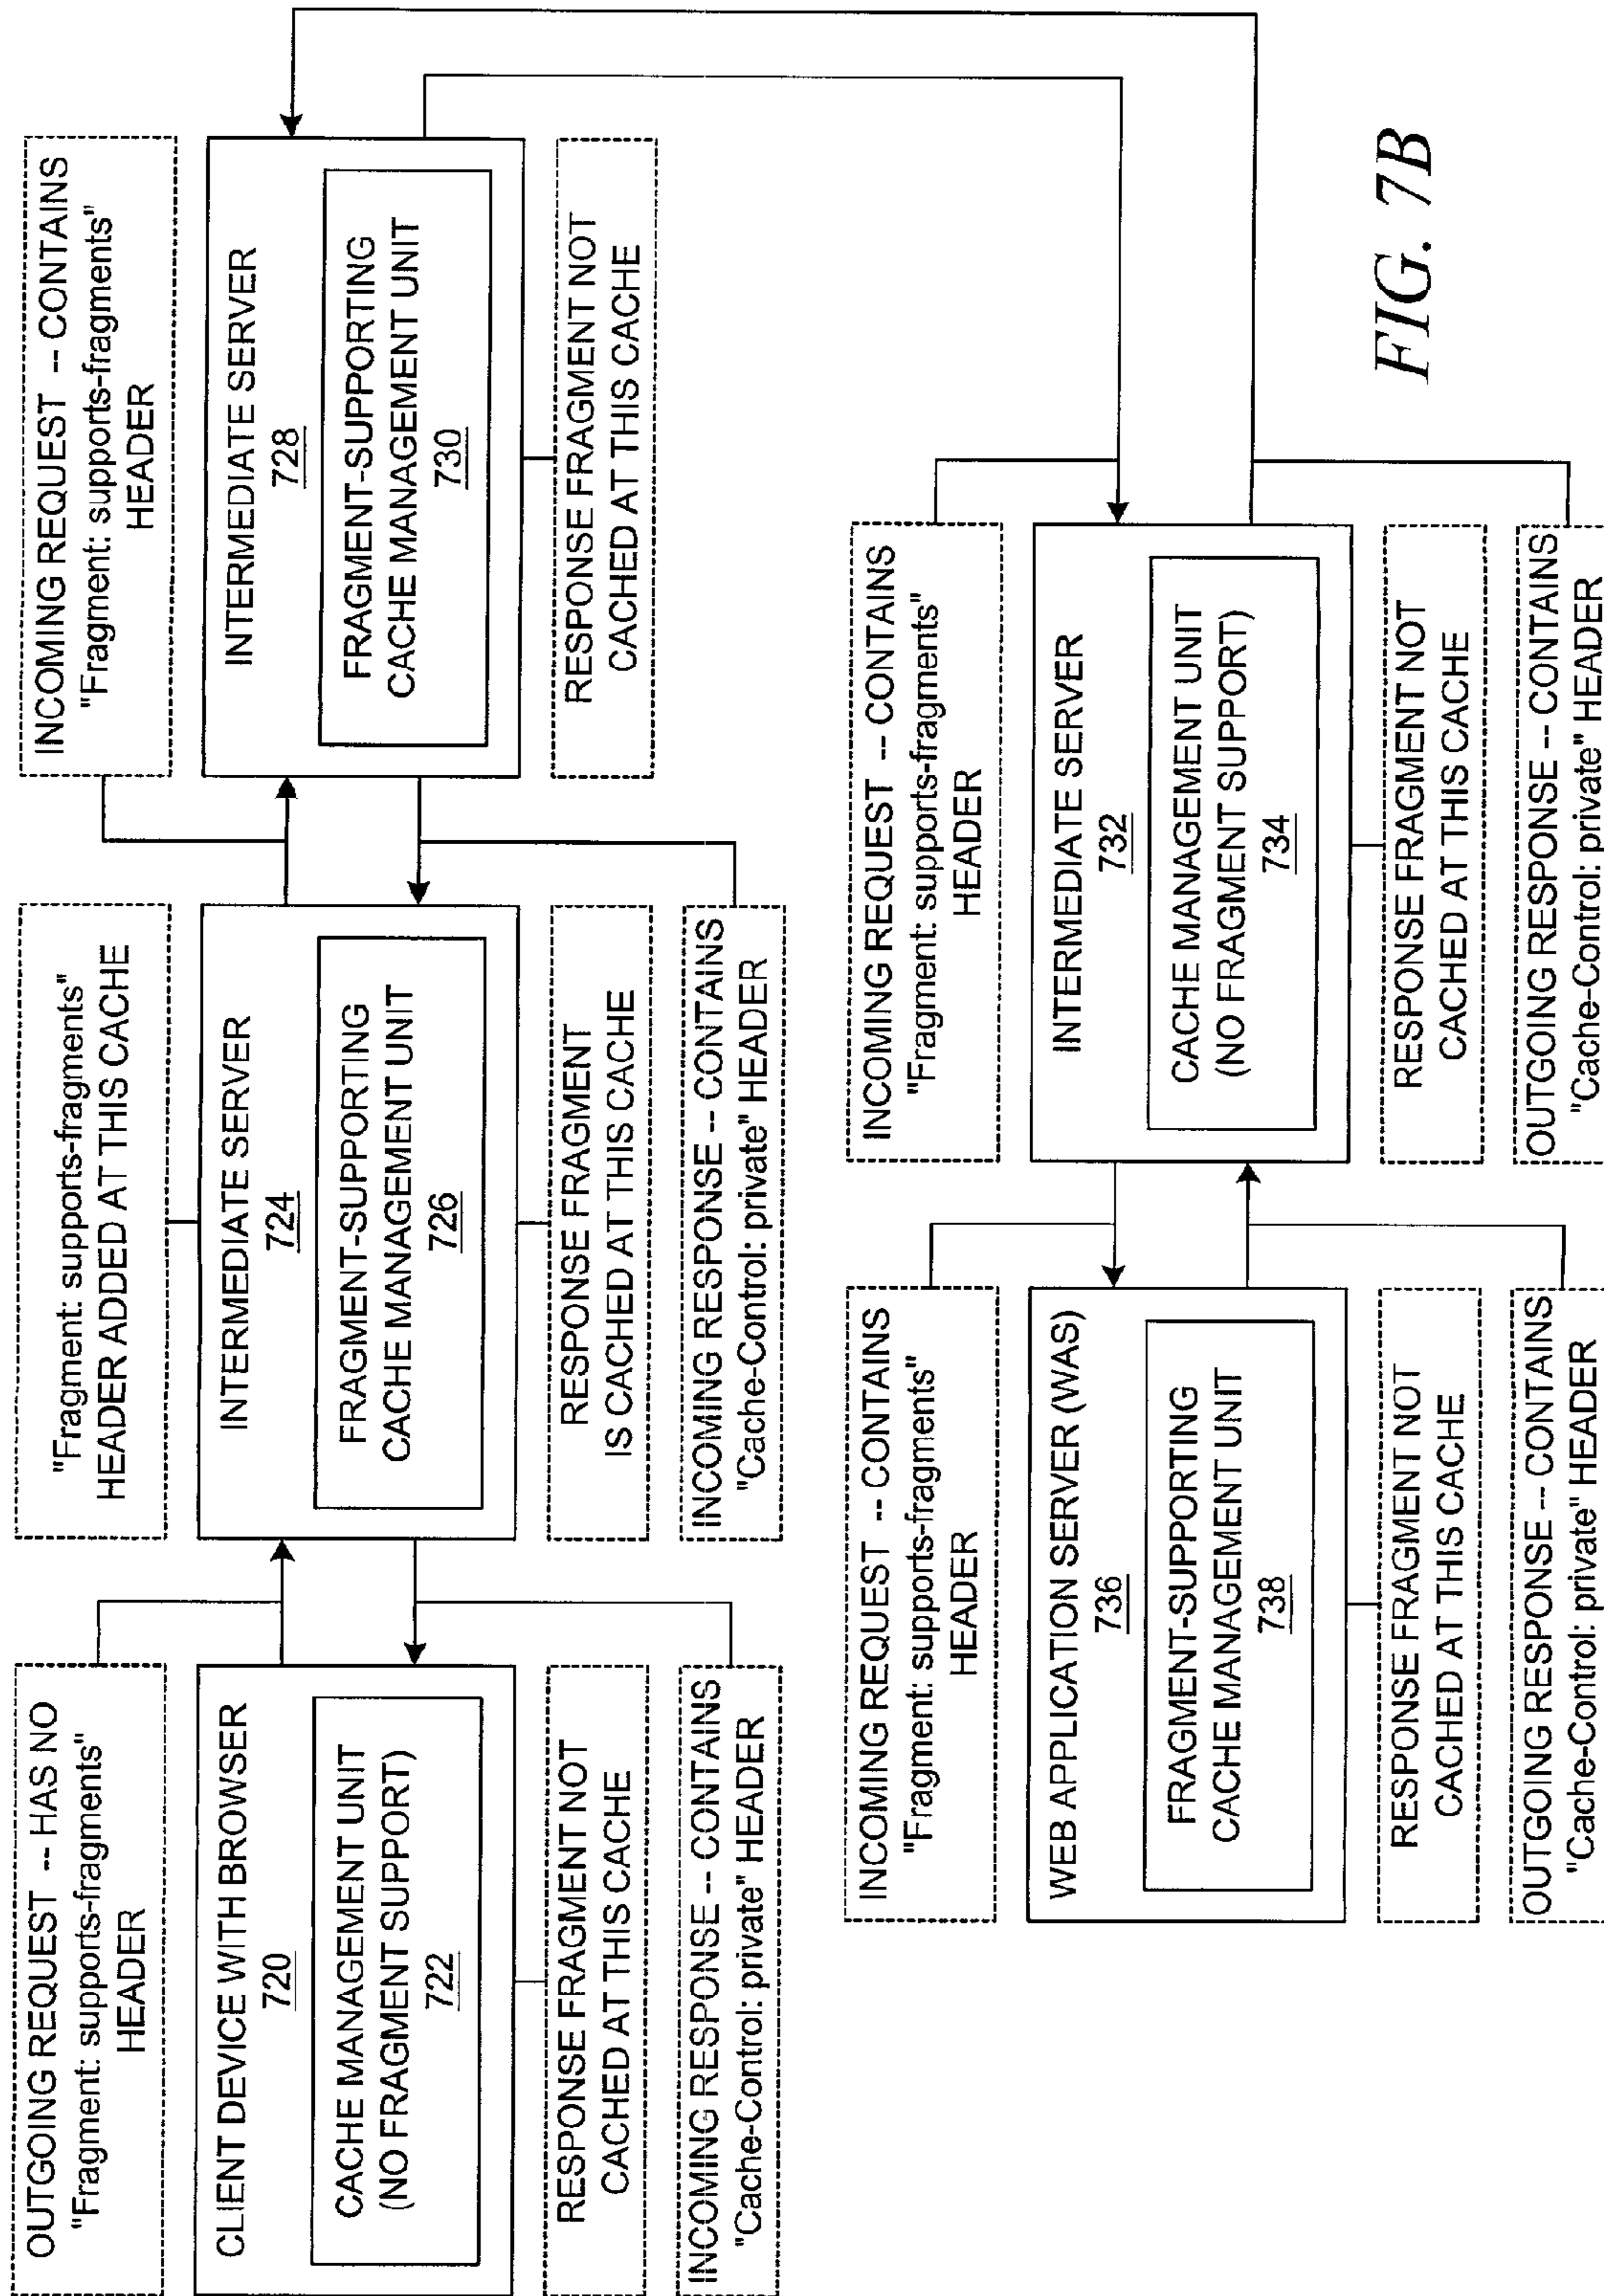 OUTGOING REQUEST -- HAS NO
"Fragment: supports-fragments"
HEADER
CLIENT DEVICE WITH BROWSER
720
CACHE MANAGEMENT UNIT
(NO FRAGMENT SUPPORT)
722
RESPONSE FRAGMENT NOT
CACHED AT THIS CACHE
INCOMING RESPONSE -- CONTAINS
"Cache-Control: private" HEADER
"Fragment: supports-fragments"
HEADER ADDED AT THIS CACHE
INTERMEDIATE SERVER
724
FRAGMENT-SUPPORTING
CACHE MANAGEMENT UNIT
726
RESPONSE FRAGMENT
IS CACHED AT THIS CACHE
INCOMING RESPONSE -- CONTAINS
"Cache-Control: private" HEADER
INCOMING REQUEST -- CONTAINS
"Fragment: supports-fragments"
HEADER
INTERMEDIATE SERVER
728
FRAGMENT-SUPPORTING
CACHE MANAGEMENT UNIT
730
RESPONSE FRAGMENT NOT
CACHED AT THIS CACHE
INCOMING REQUEST -- CONTAINS
"Fragment: supports-fragments"
HEADER
WEB APPLICATION SERVER (WAS)
736
FRAGMENT-SUPPORTING
CACHE MANAGEMENT UNIT
738
RESPONSE FRAGMENT NOT
CACHED AT THIS CACHE
OUTGOING RESPONSE -- CONTAINS
"Cache-Control: private" HEADER
INCOMING REQUEST -- CONTAINS
"Fragment: supports-fragments"
HEADER
INTERMEDIATE SERVER
732
CACHE MANAGEMENT UNIT
(NO FRAGMENT SUPPORT)
734
RESPONSE FRAGMENT NOT
CACHED AT THIS CACHE
OUTGOING RESPONSE -- CONTAINS
"Cache-Control: private" HEADER
FIG. 7B